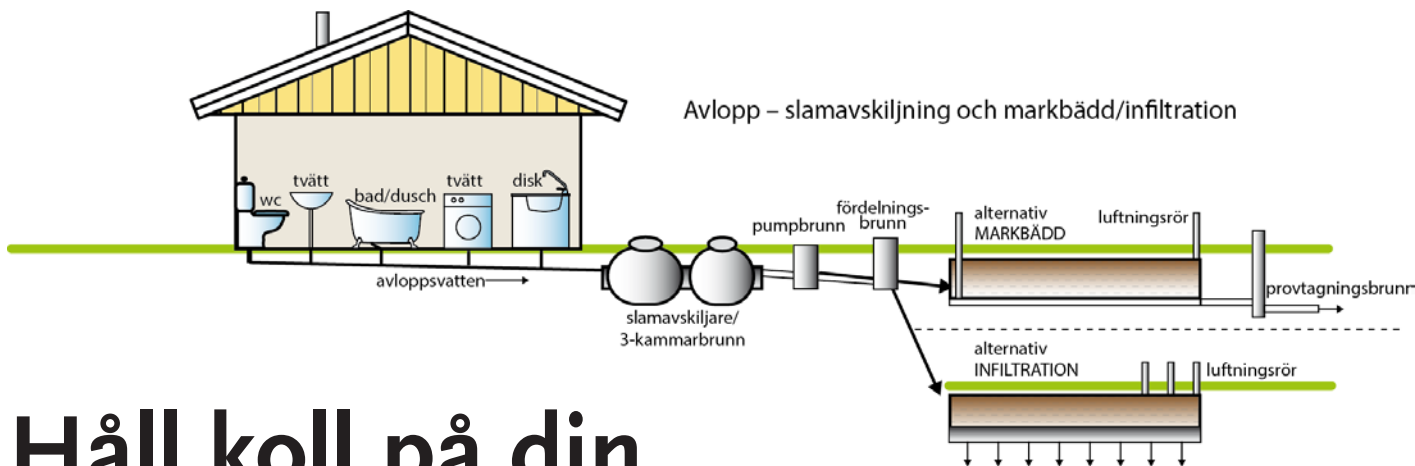 Avlopp – slamavskiljning och markbädd/infiltration
wc
tvätt
bad/dusch
tvätt
disk
avloppsvatten
slamavskiljare/
3-kammarbrunn
pumpbrunn
fördelnings-
brunn
alternativ
MARKBÄDD
luftningsrör
provtagningsbrunn
alternativ
INFILTRATION
luftningsrör
Håll koll på din